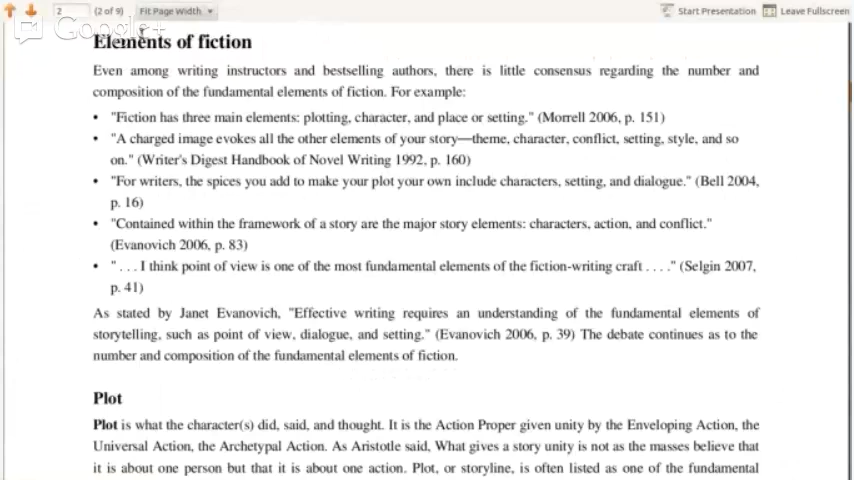 2 (2 of 9) Fit Page Width Start Presentation Leave Fullscreen
Google+
Elements of fiction
Even among writing instructors and bestselling authors, there is little consensus regarding the number and
composition of the fundamental elements of fiction. For example:
• "Fiction has three main elements: plotting, character, and place or setting." (Morrell 2006, p. 151)
• "A charged image evokes all the other elements of your story—theme, character, conflict, setting, style, and so
on." (Writer's Digest Handbook of Novel Writing 1992, p. 160)
• "For writers, the spices you add to make your plot your own include characters, setting, and dialogue." (Bell 2004,
p. 16)
• "Contained within the framework of a story are the major story elements: characters, action, and conflict."
(Evanovich 2006, p. 83)
• " . . . I think point of view is one of the most fundamental elements of the fiction-writing craft . . . ." (Selgin 2007,
p. 41)
As stated by Janet Evanovich, "Effective writing requires an understanding of the fundamental elements of
storytelling, such as point of view, dialogue, and setting." (Evanovich 2006, p. 39) The debate continues as to the
number and composition of the fundamental elements of fiction.
Plot
Plot is what the character(s) did, said, and thought. It is the Action Proper given unity by the Enveloping Action, the
Universal Action, the Archetypal Action. As Aristotle said, What gives a story unity is not as the masses believe that
it is about one person but that it is about one action. Plot, or storyline, is often listed as one of the fundamental